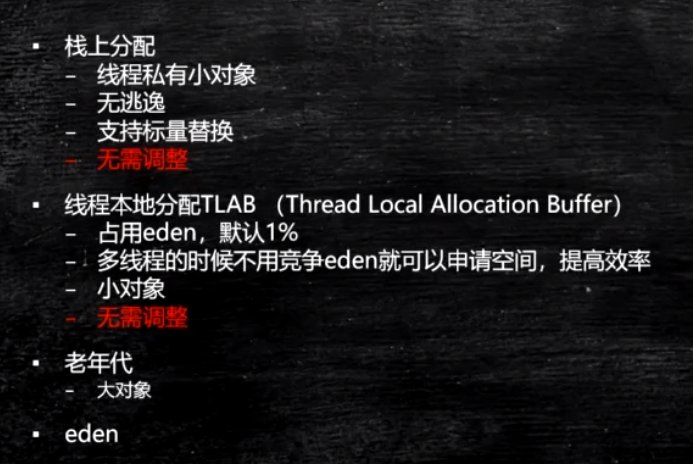 ▪ 栈上分配
– 线程私有小对象
– 无逃逸
– 支持标量替换
– 无需调整
▪ 线程本地分配TLAB （Thread Local Allocation Buffer）
– 占用eden，默认1%
– 多线程的时候不用竞争eden就可以申请空间，提高效率
– 小对象
– 无需调整
▪ 老年代
– 大对象
▪ eden